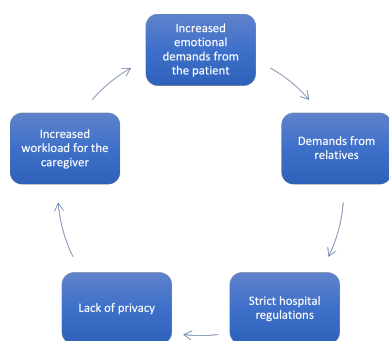 Increased
emotional
demands from
the patient
Demands from
relatives
Strict hospital
regulations
Lack of privacy
Increased
workload for the
caregiver